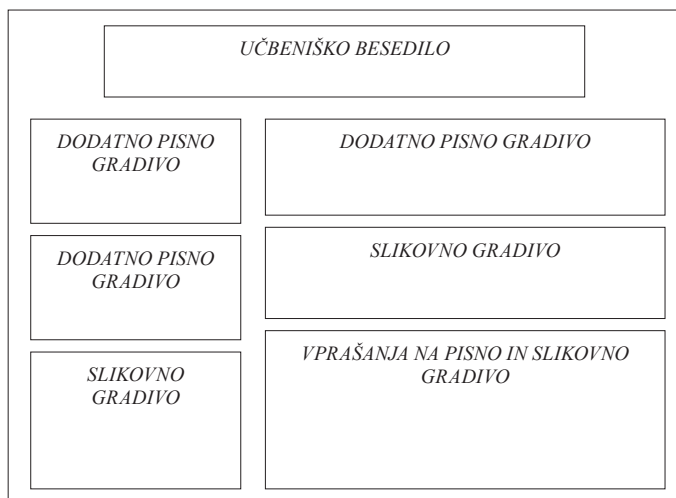 UČBENIŠKO BESEDILO
DODATNO PISNO
GRADIVO
DODATNO PISNO
GRADIVO
SLIKOVNO
GRADIVO
DODATNO PISNO GRADIVO
SLIKOVNO GRADIVO
VPRAŠANJA NA PISNO IN SLIKOVNO
GRADIVO